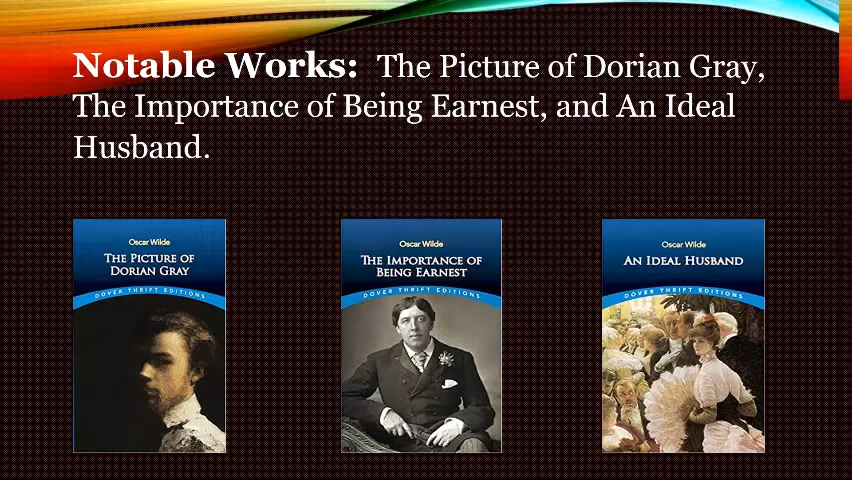 Notable Works: The Picture of Dorian Gray,
The Importance of Being Earnest, and An Ideal
Husband.
Oscar Wilde
THE PICTURE OF
DORIAN GRAY
DOVER THRIFT EDITIONS
Oscar Wilde
THE IMPORTANCE OF
BEING EARNEST
DOVER THRIFT EDITIONS
Oscar Wilde
AN IDEAL HUSBAND
DOVER THRIFT EDITIONS